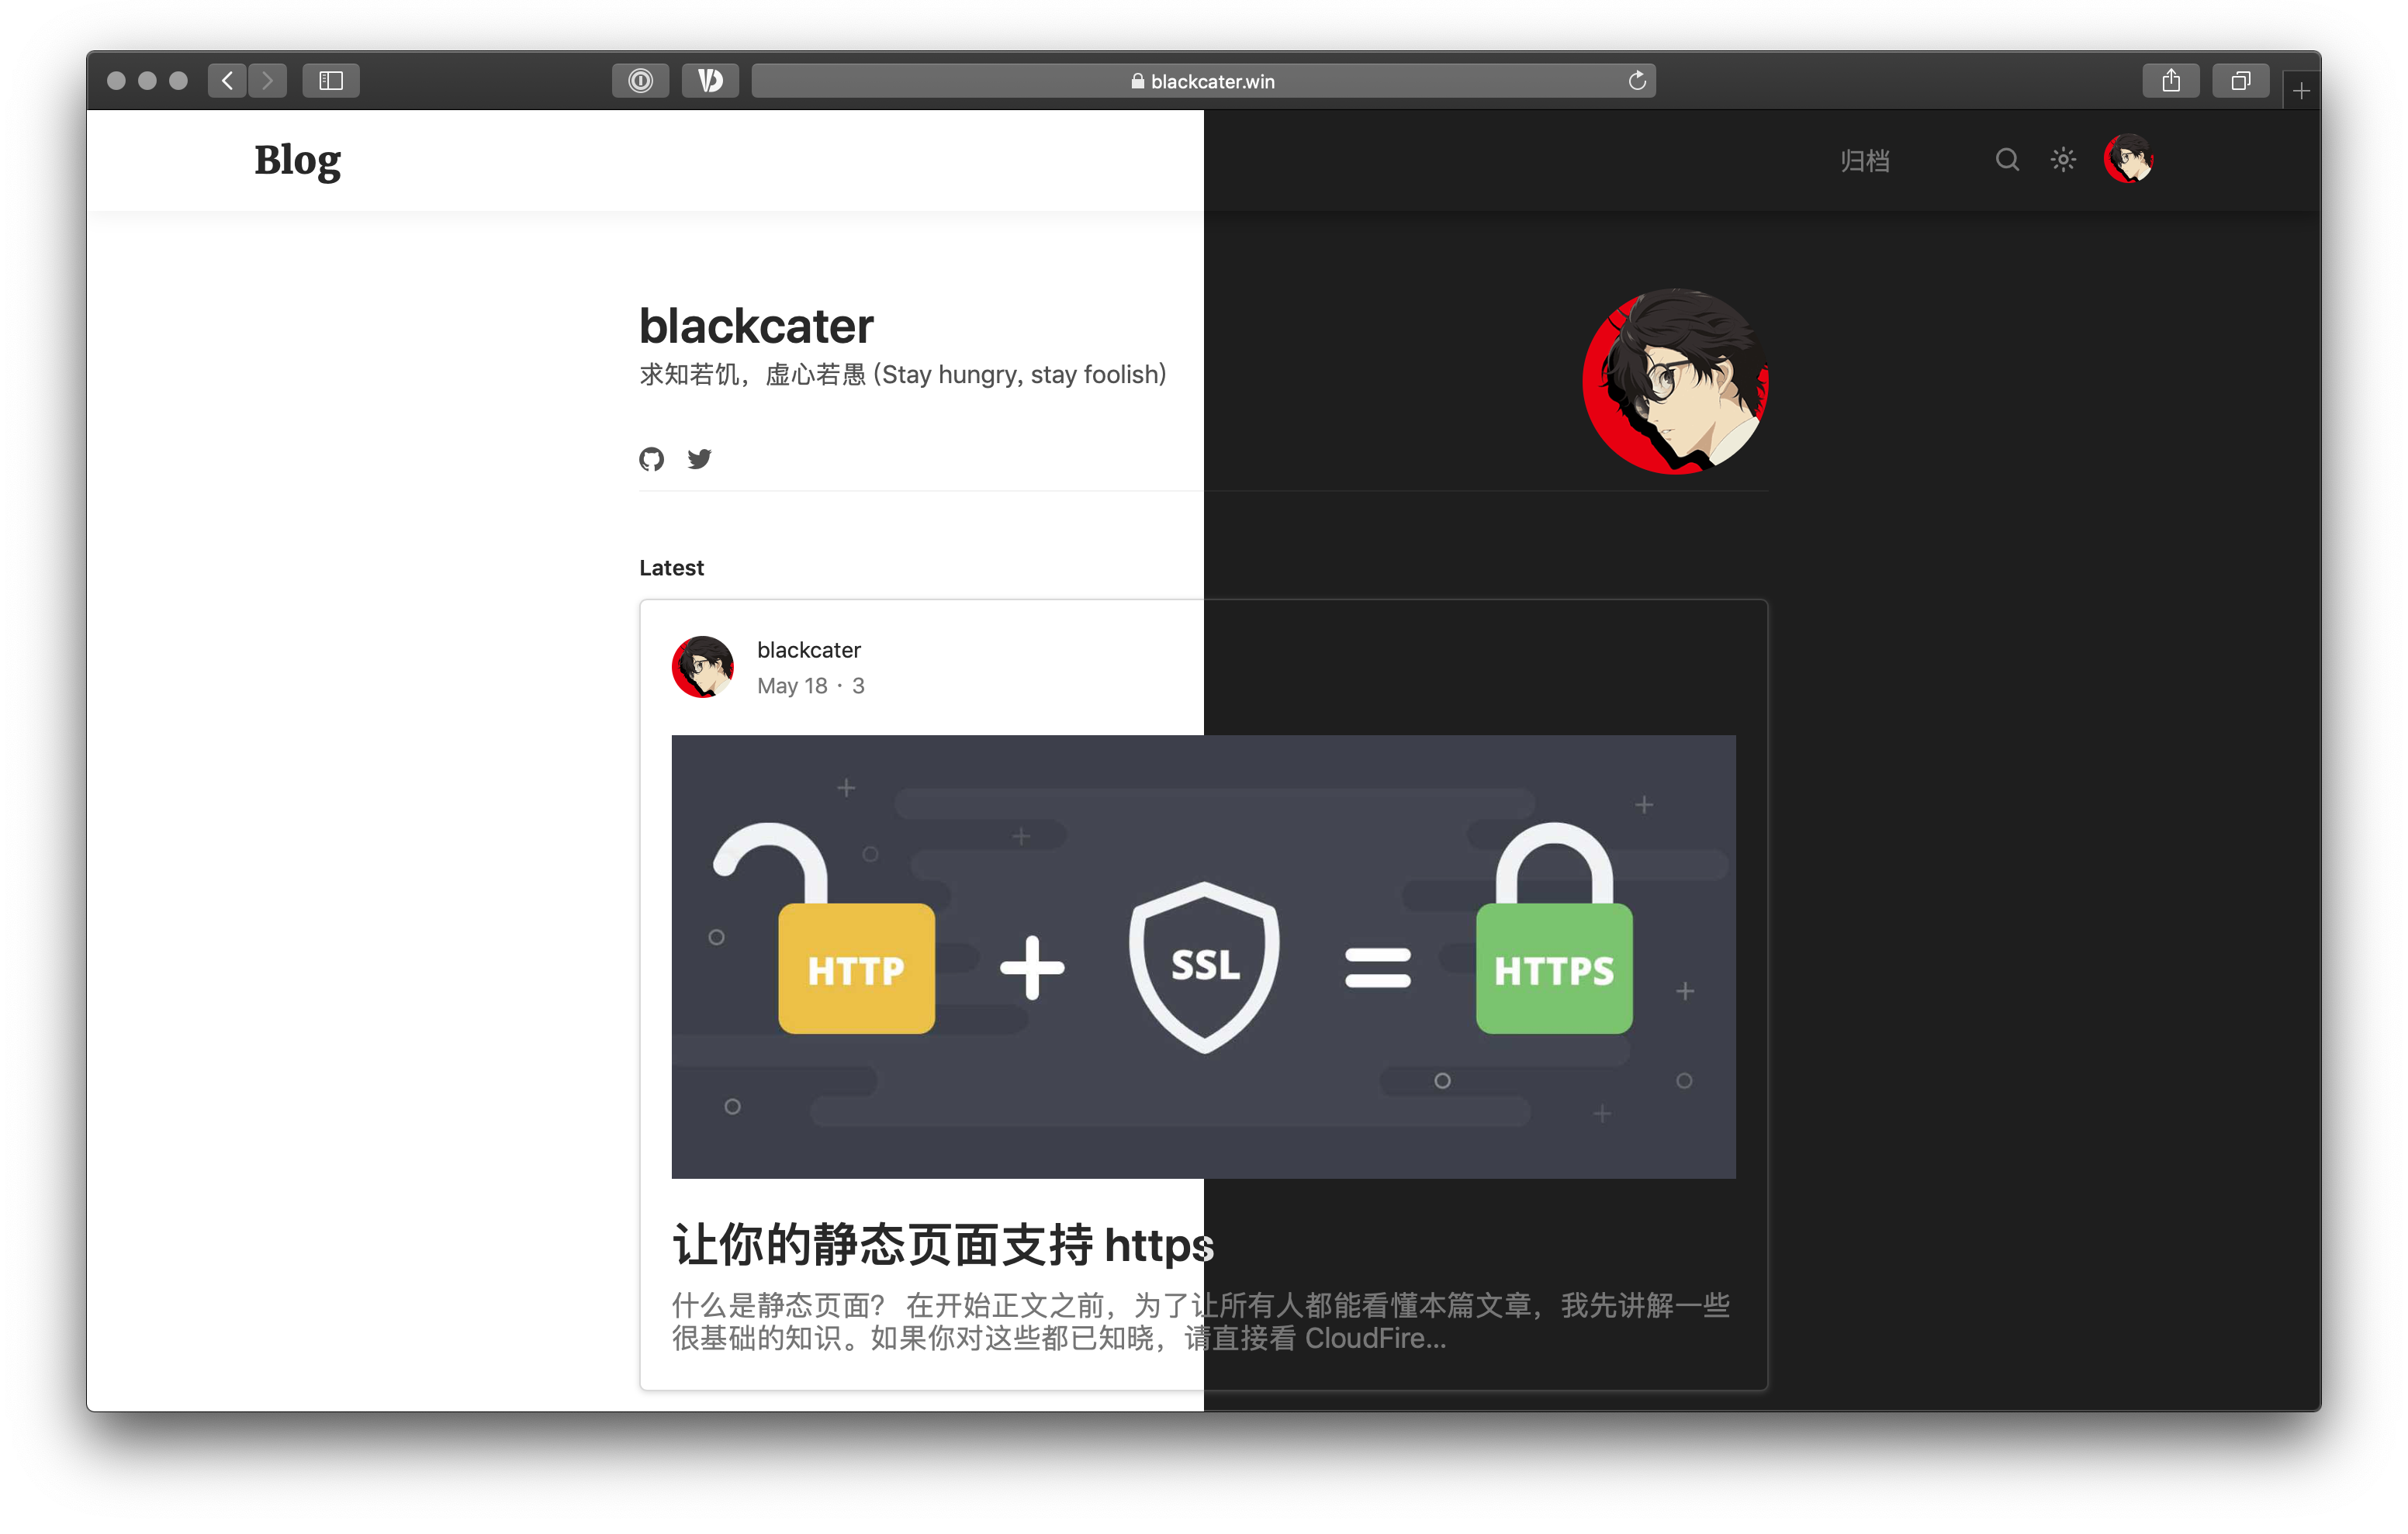 blackcater.win
Blog
归档
blackcater
求知若饥，虚心若愚 (Stay hungry, stay foolish)
Latest
blackcater
May 18 · 3
HTTP
SSL
HTTPS
让你的静态页面支持 https
什么是静态页面？ 在开始正文之前，为了让所有人都能看懂本篇文章，我先讲解一些
很基础的知识。如果你对这些都已知晓，请直接看 CloudFire...